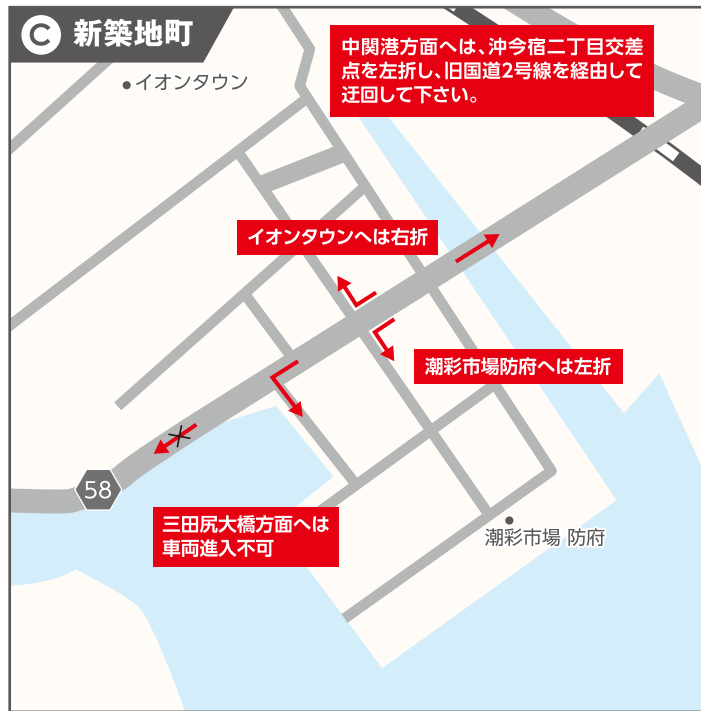 C 新築地町
イオンタウン
中関港方面へは、沖今宿二丁目交差
点を左折し、旧国道2号線を経由して
迂回して下さい。
イオンタウンへは右折
潮彩市場防府へは左折
58
三田尻大橋方面へは
車両進入不可
潮彩市場 防府